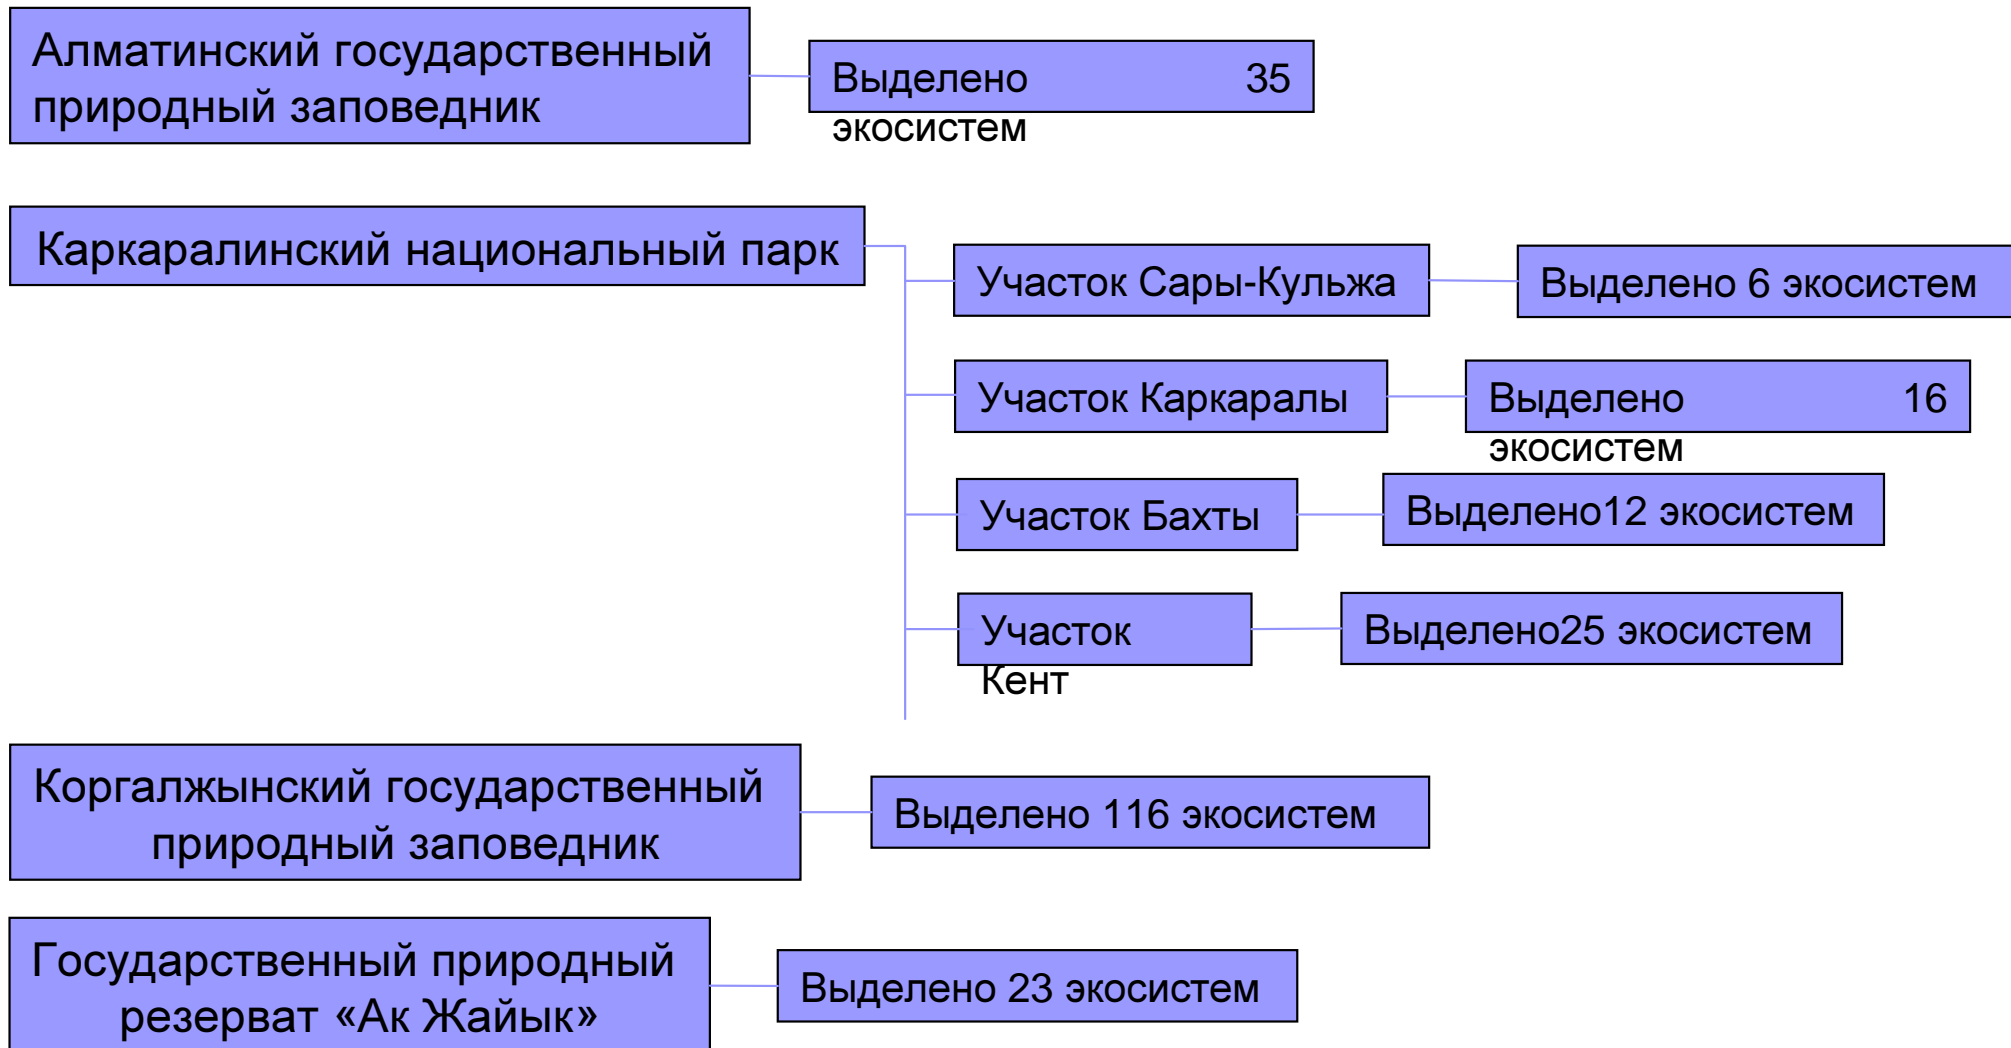 Алматинский государственный
природный заповедник
Выделено 35
экосистем
Каркаралинский национальный парк
Участок Сары-Кульжа
Выделено 6 экосистем
Участок Каркаралы
Выделено 16
экосистем
Участок Бахты
Выделено12 экосистем
Участок
Кент
Выделено25 экосистем
Коргалжынский государственный
природный заповедник
Выделено 116 экосистем
Государственный природный
резерват «Ак Жайык»
Выделено 23 экосистем